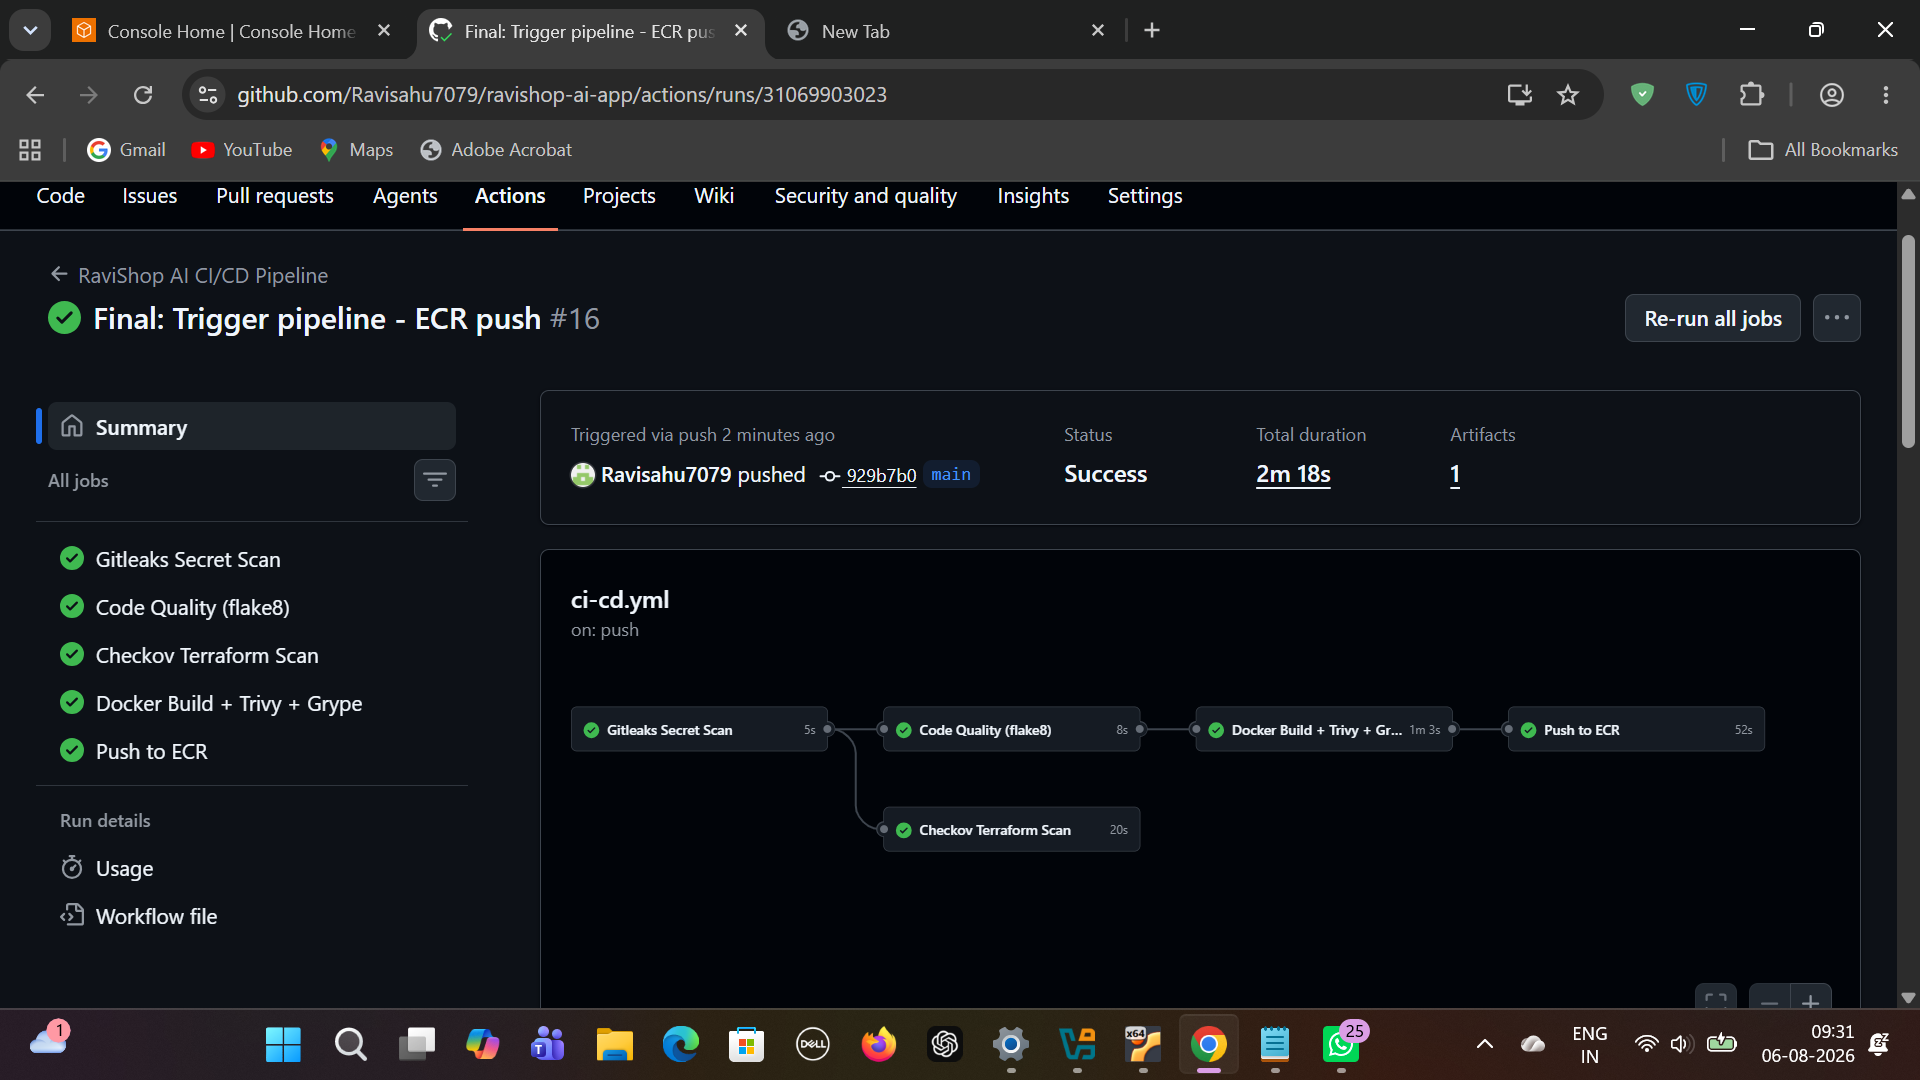 Console Home | Console Home
Final: Trigger pipeline - ECR pus
New Tab
github.com/Ravisahu7079/ravishop-ai-app/actions/runs/31069903023
Gmail
YouTube
Maps
Adobe Acrobat
All Bookmarks
Code
Issues
Pull requests
Agents
Actions
Projects
Wiki
Security and quality
Insights
Settings
RaviShop AI CI/CD Pipeline
Final: Trigger pipeline - ECR push #16
Re-run all jobs
Summary
All jobs
Gitleaks Secret Scan
Code Quality (flake8)
Checkov Terraform Scan
Docker Build + Trivy + Grype
Push to ECR
Run details
Usage
Workflow file
Triggered via push 2 minutes ago
Ravisahu7079 pushed 929b7b0 main
Status
Success
Total duration
2m 18s
Artifacts
1
ci-cd.yml
on: push
Gitleaks Secret Scan 5s
Code Quality (flake8) 8s
Docker Build + Trivy + Gr... 1m 3s
Push to ECR 52s
Checkov Terraform Scan 20s
1
T
DELL
x64
25
ENG
IN
09:31
06-08-2026